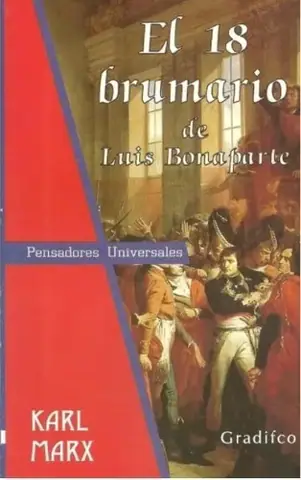 El 18
brumario
de
Luis Bonaparte
Pensadores Universales
KARL
MARX
Gradifco